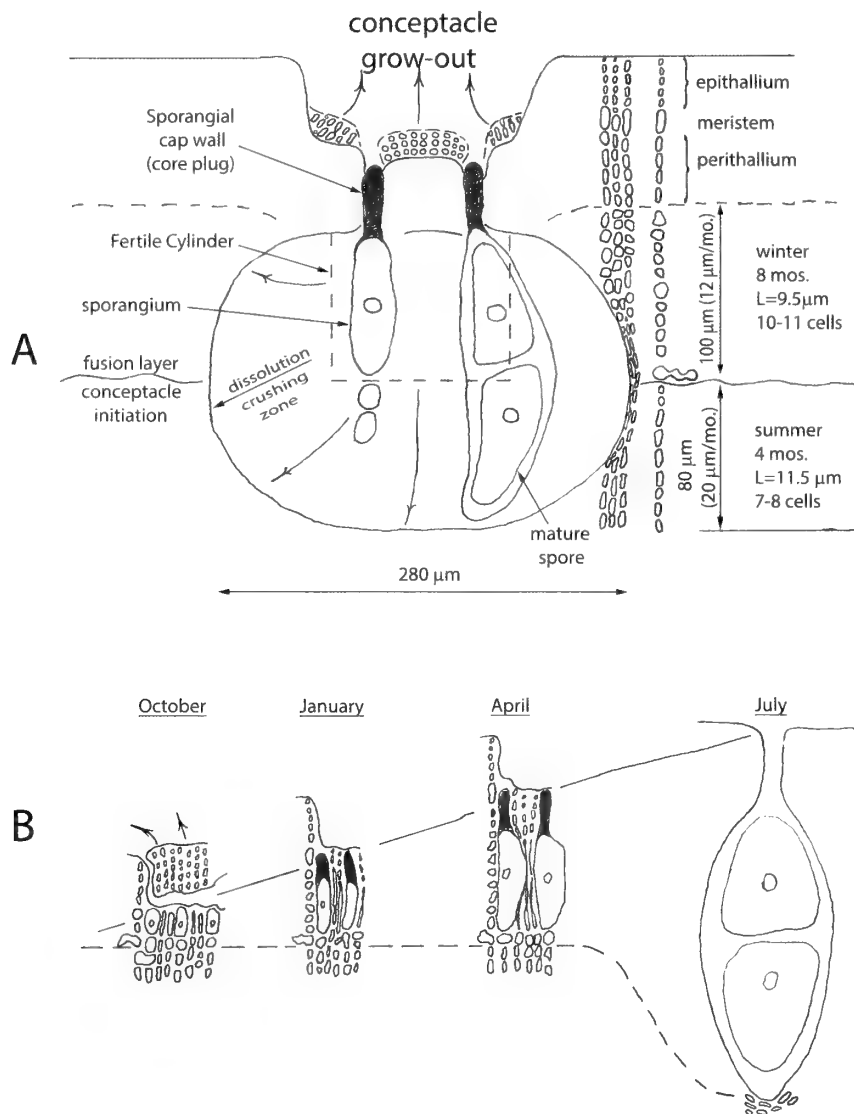 conceptacle
grow-out
Sporangial
cap wall
(core plug)
epithallium
meristem
perithallium
Fertile Cylinder
sporangium
A
fusion layer
conceptacle
initiation
dissolution
crushing
zone
100 µm (12 µm/mo.)
winter
8 mos.
L=9.5µm
10-11 cells
80 µm
(20 µm/mo.)
summer
4 mos.
L=11.5 µm
7-8 cells
mature
spore
280 µm
October
January
April
July
B